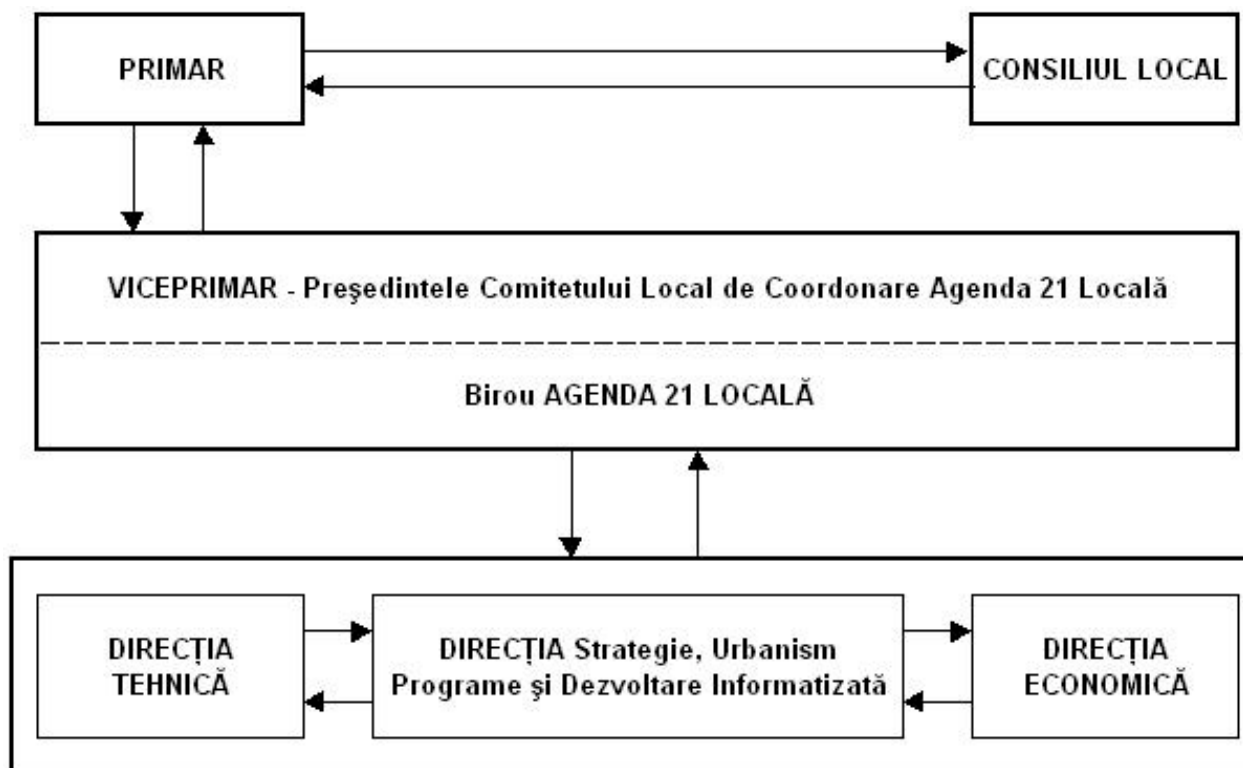 PRIMAR
CONSILIUL LOCAL
VICEPRIMAR - Preşedintele Comitetului Local de Coordonare Agenda 21 Locală
Birou AGENDA 21 LOCALĂ
DIRECȚIA
TEHNICĂ
DIRECȚIA Strategie, Urbanism
Programe şi Dezvoltare Informatizată
DIRECȚIA
ECONOMICĂ